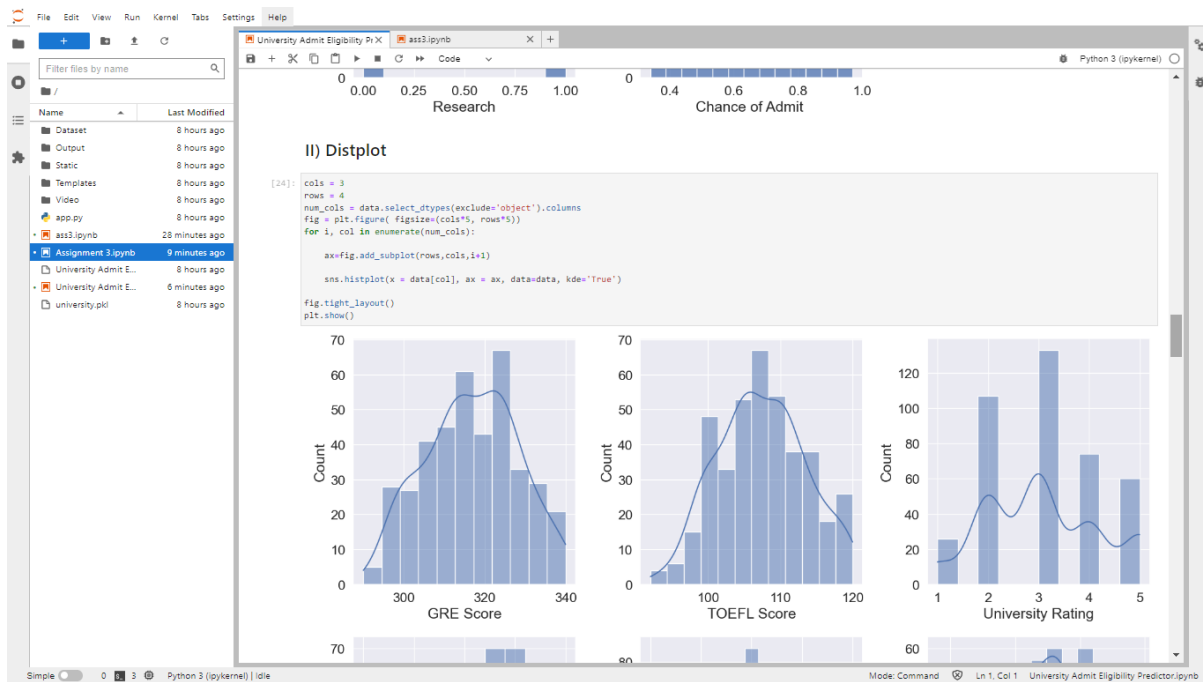 File Edit View Run Kernel Tabs Settings Help
University Admit Eligibility Pr
ass3.ipynb
Code
Python 3 (ipykernel)
Filter files by name
/
Name Last Modified
Dataset 8 hours ago
Output 8 hours ago
Static 8 hours ago
Templates 8 hours ago
Video 8 hours ago
app.py 8 hours ago
ass3.ipynb 28 minutes ago
Assignment 3.ipynb 9 minutes ago
University Admit E... 8 hours ago
University Admit E... 6 minutes ago
university.pkl 8 hours ago
0 0
0.00 0.25 0.50 0.75 1.00 0.4 0.6 0.8 1.0
Research Chance of Admit
II) Distplot
[24]:
cols = 3
rows = 4
num_cols = data.select_dtypes(exclude='object').columns
fig = plt.figure( figsize=(cols*5, rows*5))
for i, col in enumerate(num_cols):
ax=fig.add_subplot(rows,cols,i+1)
sns.histplot(x = data[col], ax = ax, data=data, kde='True')
fig.tight_layout()
plt.show()
70
60
50
40
30
20
10
0
Count
300 320 340
GRE Score
70
60
50
40
30
20
10
0
Count
100 110 120
TOEFL Score
120
100
80
60
40
20
0
Count
1 2 3 4 5
University Rating
70 80 60
Simple 0 3 Python 3 (ipykernel) | Idle
Mode: Command Ln 1, Col 1 University Admit Eligibility Predictor.ipynb